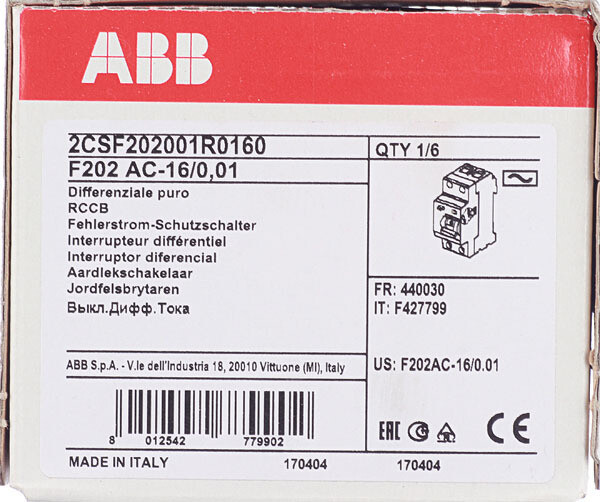 ABB
2CSF202001R0160
F202 AC-16/0,01
Differenziale puro
RCCB
Fehlerstrom-Schutzschalter
Interrupteur différentiel
Interruptor diferencial
Aardlekschakelaar
Jordfelsbrytaren
Выкл.Дифф.Тока
QTY 1/6
FR: 440030
IT: F427799
US: F202AC-16/0.01
ABB S.p.A. - V.le dell'Industria 18, 20010 Vittuone (MI), Italy
8 012542 779902
EAC
CE
MADE IN ITALY 170404 170404